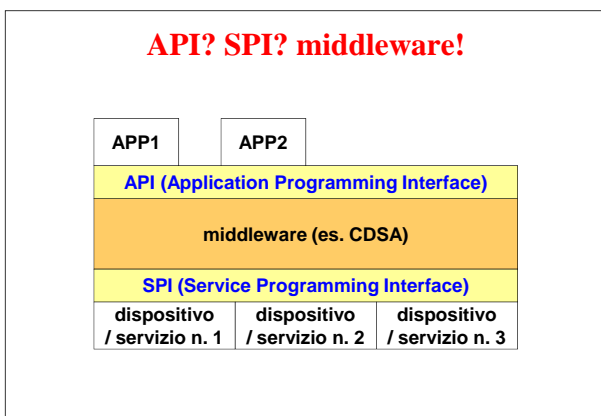 API? SPI? middleware!
APP1 APP2
API (Application Programming Interface)
middleware (es. CDSA)
SPI (Service Programming Interface)
dispositivo dispositivo dispositivo
/ servizio n. 1 / servizio n. 2 / servizio n. 3